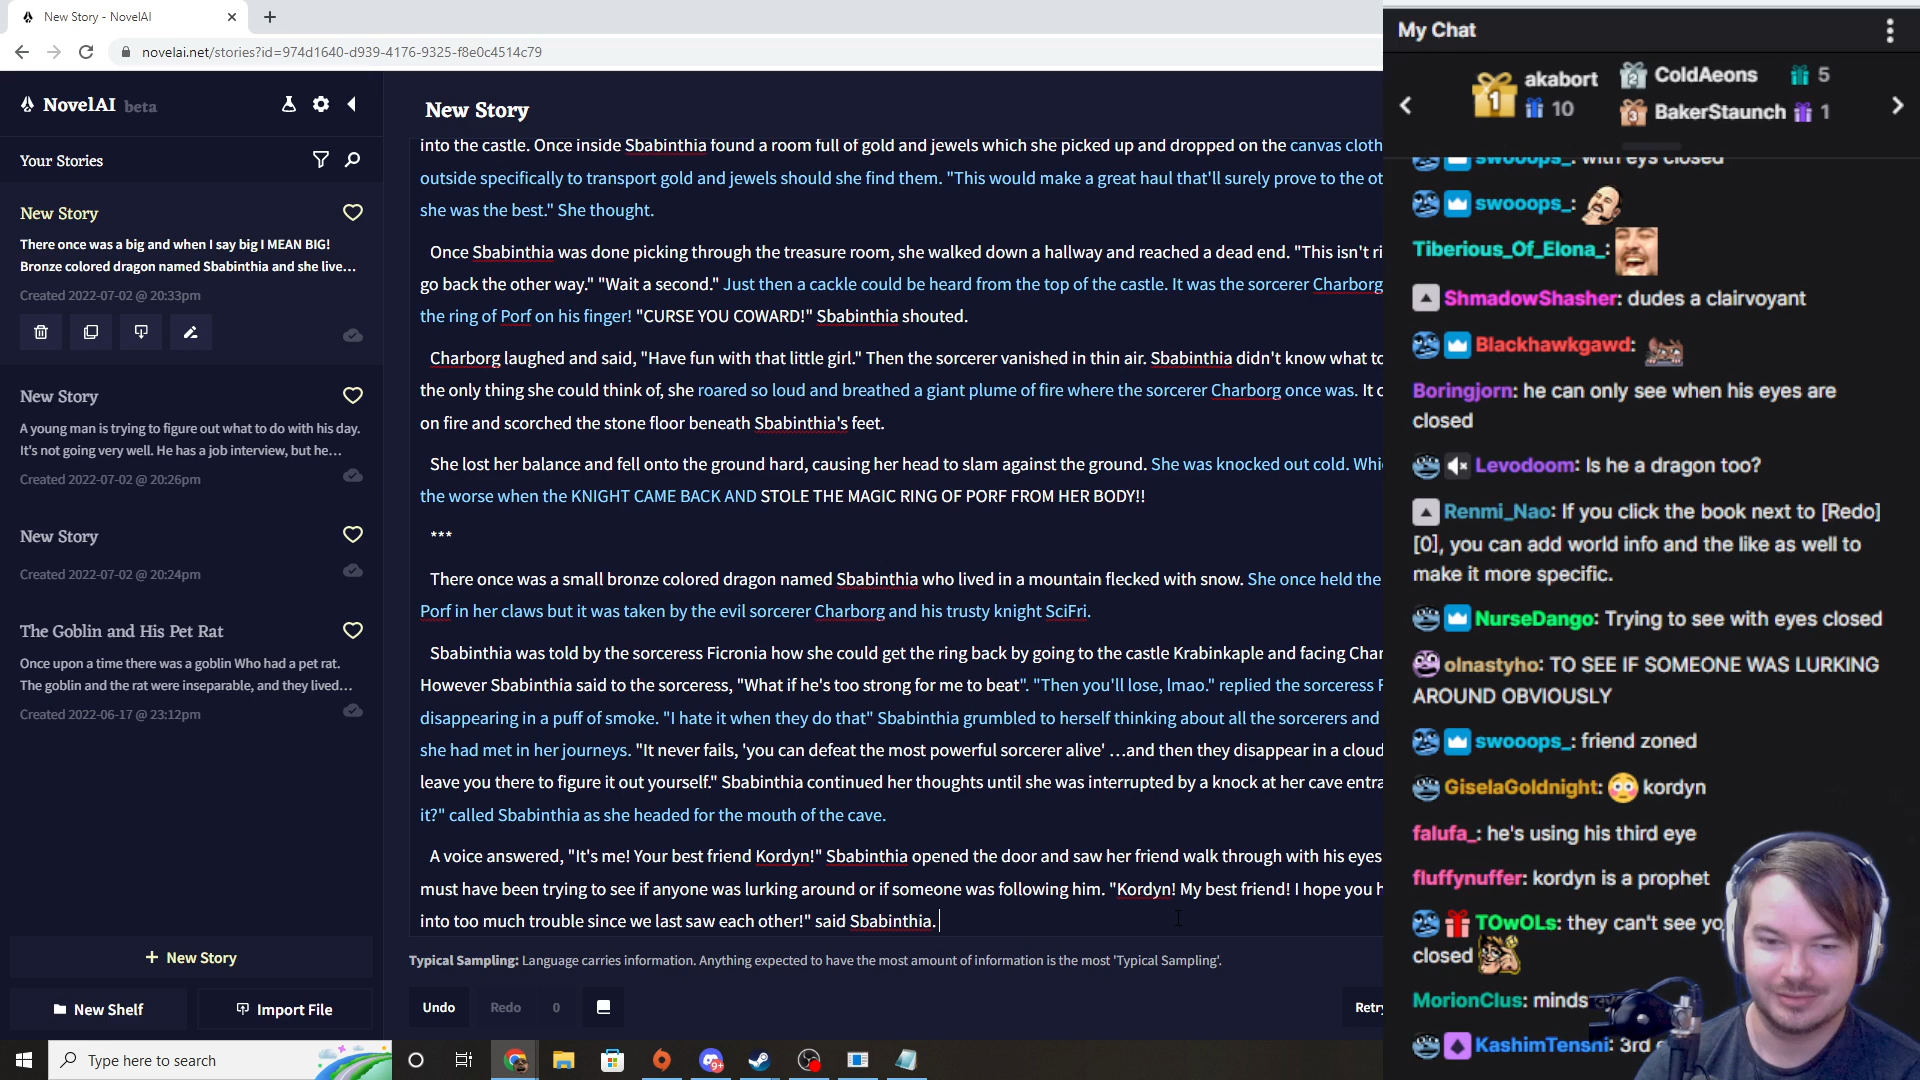 New Story - NovelAI
novelai.net/stories?id=974d1640-d939-4176-9325-f8e0c4514c79
NovelAI beta
Your Stories
New Story
There once was a big and when I say big I MEAN BIG!
Bronze colored dragon named Sbabinthia and she live...
Created 2022-07-02 @ 20:33pm
New Story
A young man is trying to figure out what to do with his day.
It's not going very well. He has a job interview, but he...
Created 2022-07-02 @ 20:26pm
New Story
Created 2022-07-02 @ 20:24pm
The Goblin and His Pet Rat
Once upon a time there was a goblin Who had a pet rat.
The goblin and the rat were inseparable, and they lived...
Created 2022-06-17 @ 23:12pm
+ New Story
New Shelf
Import File
New Story
into the castle. Once inside Sbabinthia found a room full of gold and jewels which she picked up and dropped on the canvas cloth
outside specifically to transport gold and jewels should she find them. "This would make a great haul that'll surely prove to the ot
she was the best." She thought.
Once Sbabinthia was done picking through the treasure room, she walked down a hallway and reached a dead end. "This isn't ri
go back the other way." "Wait a second." Just then a cackle could be heard from the top of the castle. It was the sorcerer Charborg
the ring of Porf on his finger! "CURSE YOU COWARD!" Sbabinthia shouted.
Charborg laughed and said, "Have fun with that little girl." Then the sorcerer vanished in thin air. Sbabinthia didn't know what to
the only thing she could think of, she roared so loud and breathed a giant plume of fire where the sorcerer Charborg once was. It c
on fire and scorched the stone floor beneath Sbabinthia's feet.
She lost her balance and fell onto the ground hard, causing her head to slam against the ground. She was knocked out cold. Whi
the worse when the KNIGHT CAME BACK AND STOLE THE MAGIC RING OF PORF FROM HER BODY!!
***
There once was a small bronze colored dragon named Sbabinthia who lived in a mountain flecked with snow. She once held the
Porf in her claws but it was taken by the evil sorcerer Charborg and his trusty knight SciFri.
Sbabinthia was told by the sorceress Ficronia how she could get the ring back by going to the castle Krabinkaple and facing Char
However Sbabinthia said to the sorceress, "What if he's too strong for me to beat". "Then you'll lose, lmao." replied the sorceress F
disappearing in a puff of smoke. "I hate it when they do that" Sbabinthia grumbled to herself thinking about all the sorcerers and
she had met in her journeys. "It never fails, 'you can defeat the most powerful sorcerer alive' ...and then they disappear in a cloud
leave you there to figure it out yourself." Sbabinthia continued her thoughts until she was interrupted by a knock at her cave entra
it?" called Sbabinthia as she headed for the mouth of the cave.
A voice answered, "It's me! Your best friend Kordyn!" Sbabinthia opened the door and saw her friend walk through with his eyes
must have been trying to see if anyone was lurking around or if someone was following him. "Kordyn! My best friend! I hope you h
into too much trouble since we last saw each other!" said Sbabinthia.
Typical Sampling: Language carries information. Anything expected to have the most amount of information is the most 'Typical Sampling'.
Undo
Redo
0
Retry
Type here to search
My Chat
1 akabort 10
2 ColdAeons 5
3 BakerStaunch 1
swooops_: with eys closed
swooops_:
Tiberious_Of_Elona_:
ShmadowShasher: dudes a clairvoyant
Blackhawkgawd:
Boringjorn: he can only see when his eyes are
closed
Levodoom: Is he a dragon too?
Renmi_Nao: If you click the book next to [Redo]
[0], you can add world info and the like as well to
make it more specific.
NurseDango: Trying to see with eyes closed
olnastyho: TO SEE IF SOMEONE WAS LURKING
AROUND OBVIOUSLY
swooops_: friend zoned
GiselaGoldnight: kordyn
falufa_: he's using his third eye
fluffynuffer: kordyn is a prophet
TOwOLs: they can't see yo
closed
MorionClus: minds
KashimTensni: 3rd